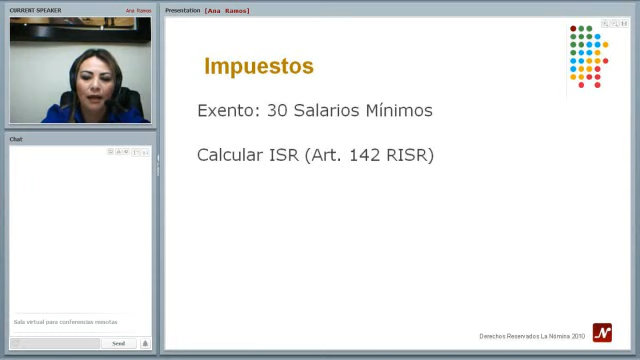 CURRENT SPEAKER
Ana Ramos
Presentation
[Ana Ramos]
Impuestos
Exento: 30 Salarios Mínimos
Calcular ISR (Art. 142 RISR)
Chat
Sala virtual para conferencias remotas
Send
Derechos Reservados La Nómina 2010
N